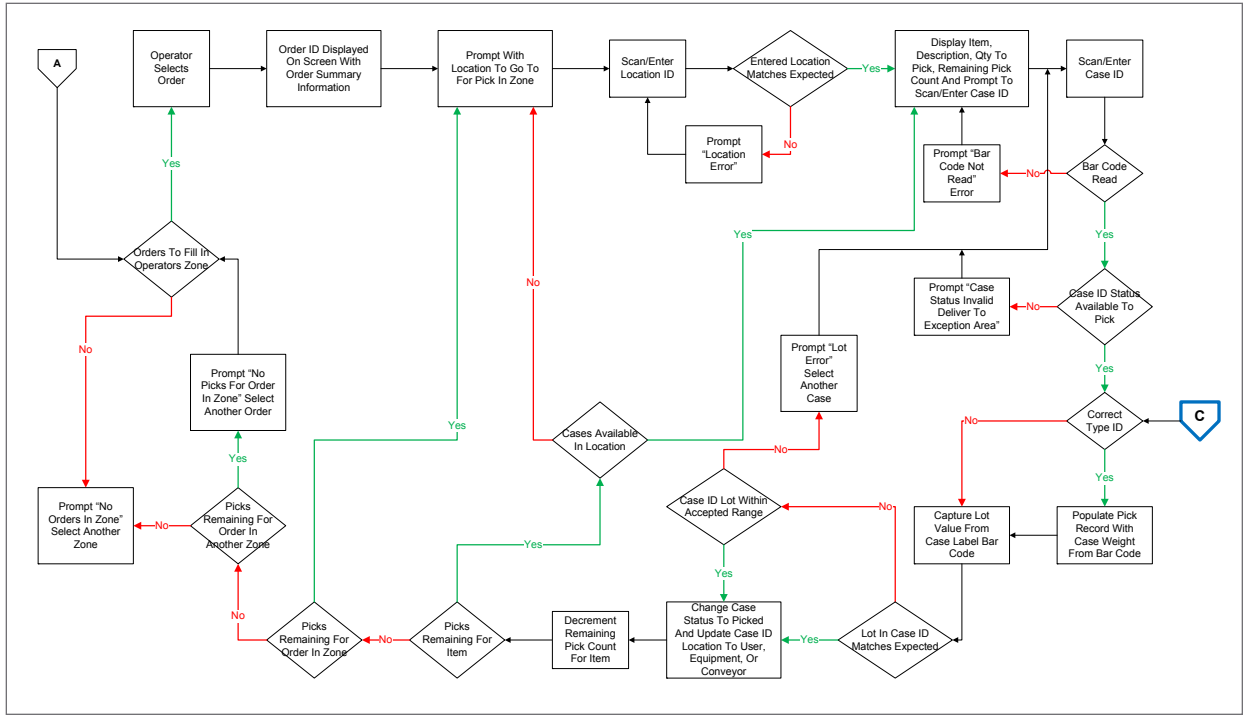 A
Operator
Selects
Order
Order ID Displayed
On Screen With
Order Summary
Information
Prompt With
Location To Go To
For Pick In Zone
Scan/Enter
Location ID
Entered Location
Matches Expected
Yes
Display Item,
Description, Qty To
Pick, Remaining Pick
Count And Prompt To
Scan/Enter Case ID
Scan/Enter
Case ID
No
Prompt
"Location
Error"
Prompt "Bar
Code Not
Read"
Error
No
Bar Code
Read
Yes
Yes
Orders To Fill In
Operators Zone
No
Yes
No
Yes
Prompt "Case
Status Invalid
Deliver To
Exception Area"
No
Case ID Status
Available To
Pick
Yes
Prompt "No
Picks For Order
In Zone" Select
Another Order
Yes
Prompt "Lot
Error"
Select
Another
Case
Correct
Type ID
C
No
Yes
Cases Available
In Location
No
Yes
Prompt "No
Orders In Zone"
Select Another
Zone
No
Picks
Remaining For
Order In
Another Zone
Yes
Case ID Lot Within
Accepted Range
No
Capture Lot
Value From
Case Label Bar
Code
Populate Pick
Record With
Case Weight
From Bar Code
Yes
No
Picks
Remaining For
Order In Zone
No
Picks
Remaining For
Item
Decrement
Remaining
Pick Count
For Item
Change Case
Status To Picked
And Update Case ID
Location To User,
Equipment, Or
Conveyor
Yes
Lot In Case ID
Matches Expected